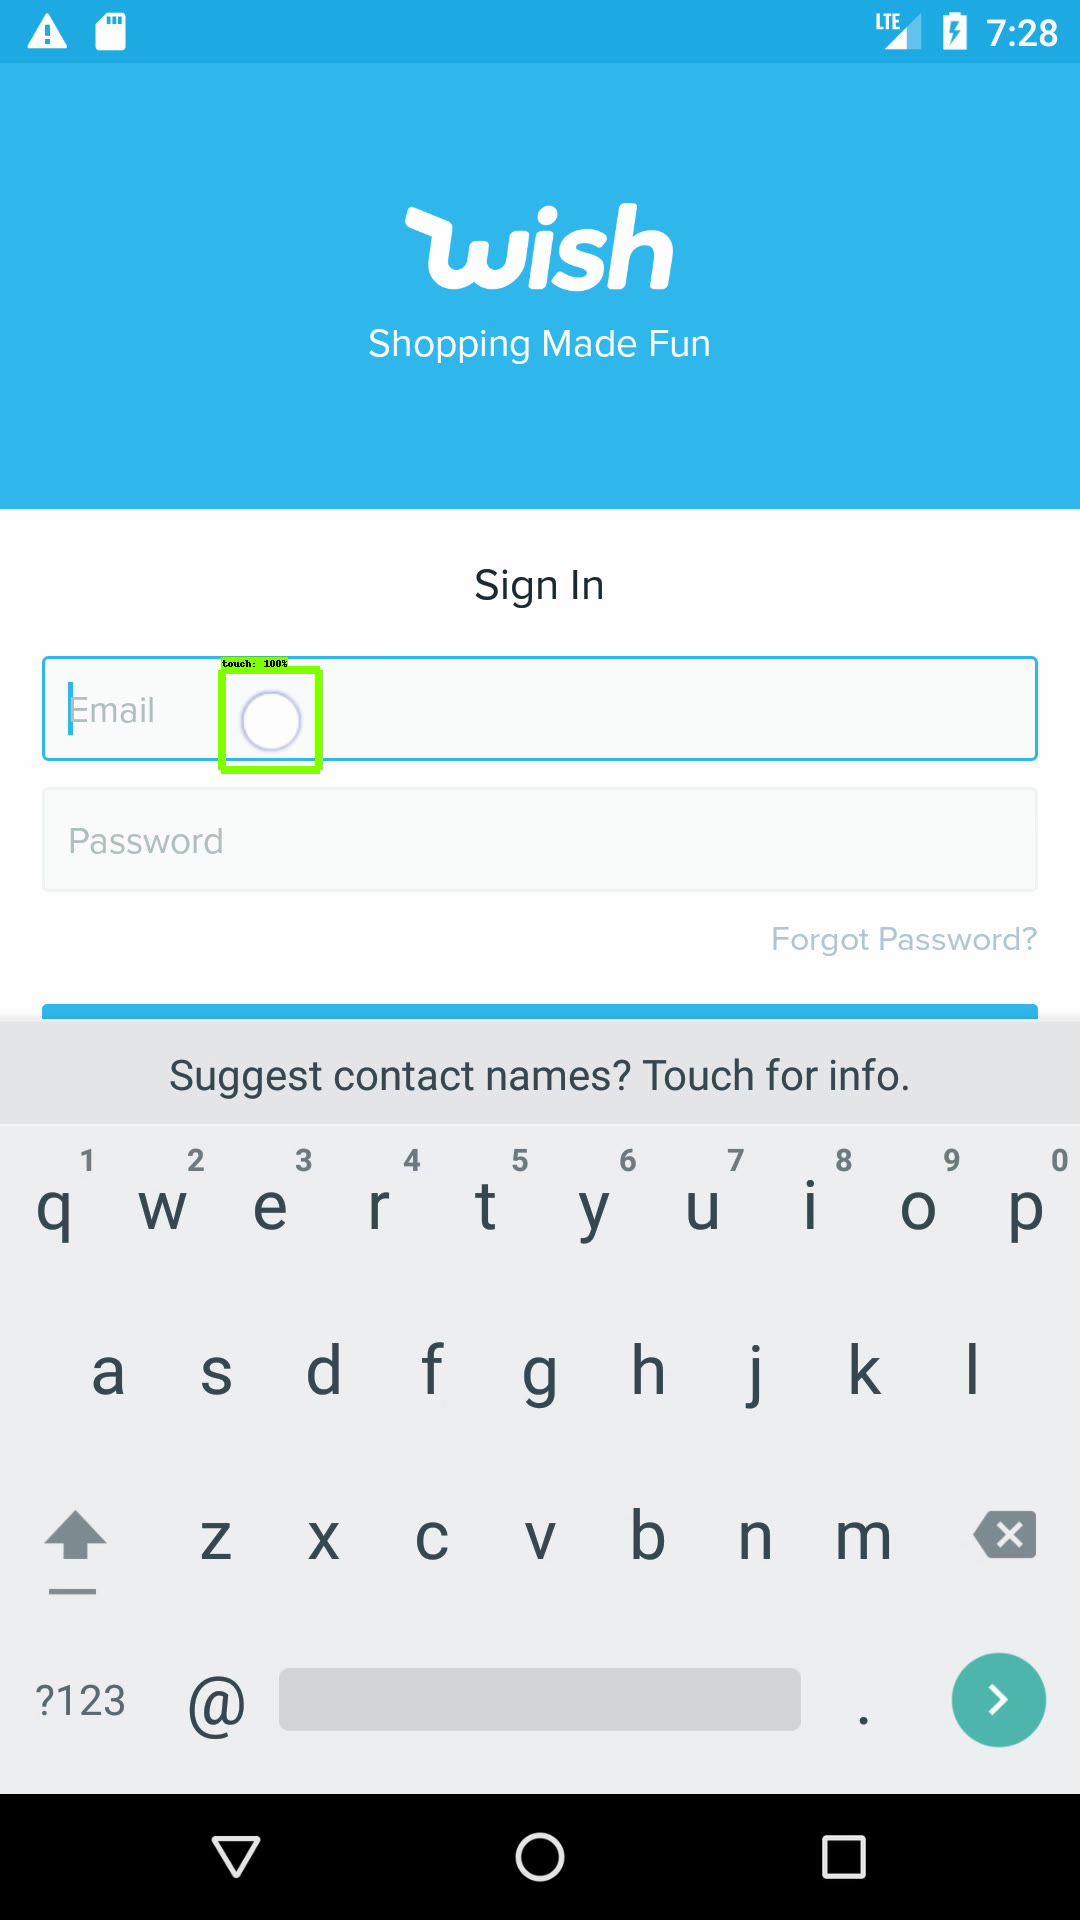 LTE 7:28
wish
Shopping Made Fun
Sign In
touch: 100%
Email
Password
Forgot Password?
Suggest contact names? Touch for info.
1 2 3 4 5 6 7 8 9 0
q w e r t y u i o p
a s d f g h j k l
z x c v b n m
?123 @ .